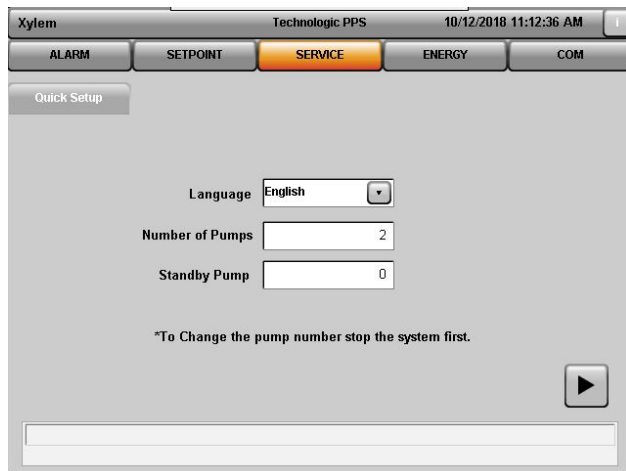 Xylem Technologic PPS 10/12/2018 11:12:36 AM i
ALARM SETPOINT SERVICE ENERGY COM
Quick Setup
Language English
Number of Pumps 2
Standby Pump 0
*To Change the pump number stop the system first.